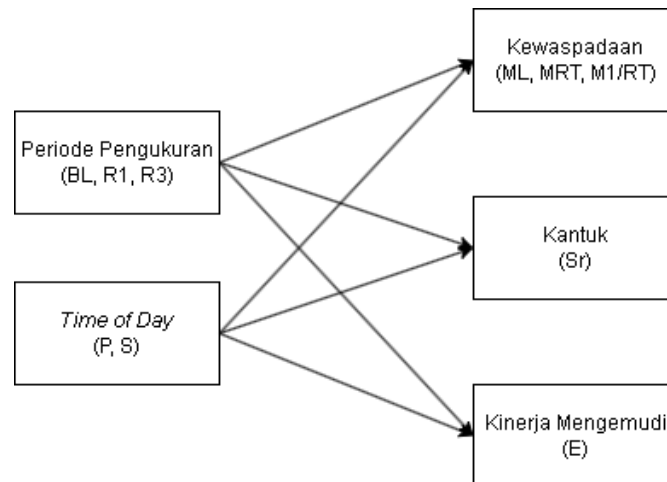 Kewaspadaan
(ML, MRT, M1/RT)
Periode Pengukuran
(BL, R1, R3)
Kantuk
(Sr)
Time of Day
(P, S)
Kinerja Mengemudi
(E)